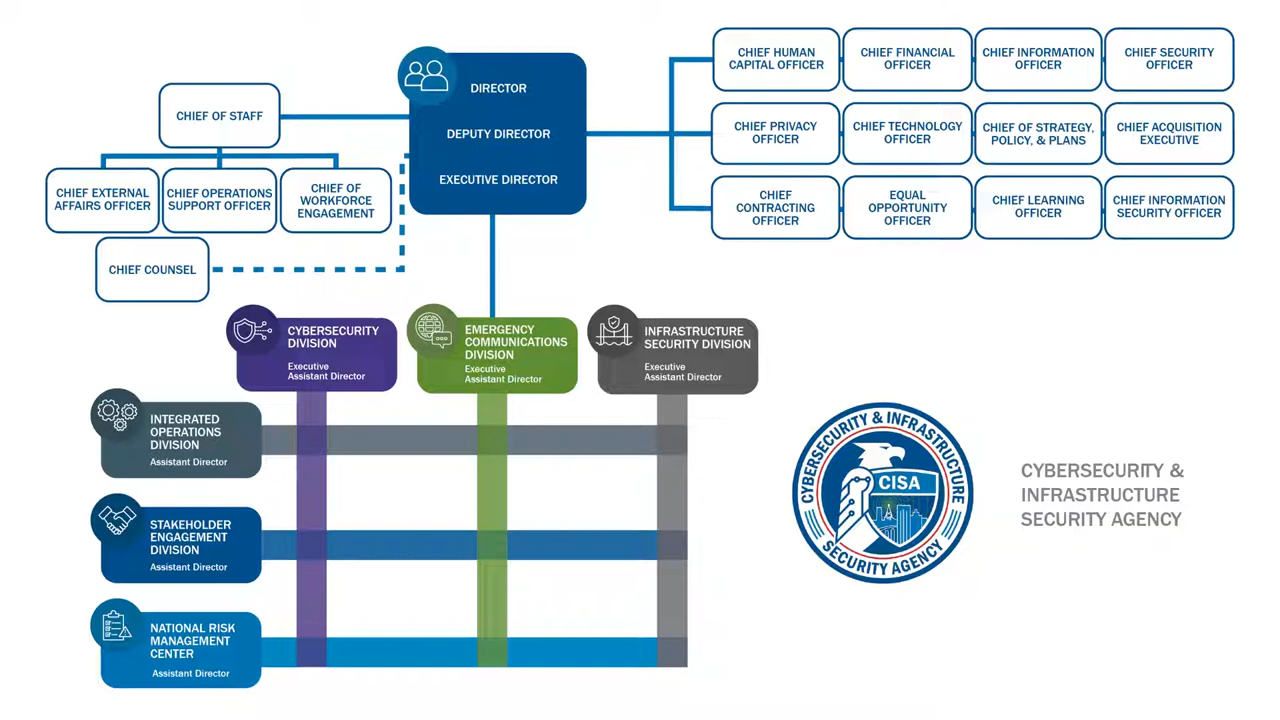 DIRECTOR
DEPUTY DIRECTOR
EXECUTIVE DIRECTOR
CHIEF OF STAFF
CHIEF EXTERNAL
AFFAIRS OFFICER
CHIEF OPERATIONS
SUPPORT OFFICER
CHIEF OF
WORKFORCE
ENGAGEMENT
CHIEF COUNSEL
CHIEF HUMAN
CAPITAL OFFICER
CHIEF FINANCIAL
OFFICER
CHIEF INFORMATION
OFFICER
CHIEF SECURITY
OFFICER
CHIEF PRIVACY
OFFICER
CHIEF TECHNOLOGY
OFFICER
CHIEF OF STRATEGY,
POLICY, & PLANS
CHIEF ACQUISITION
EXECUTIVE
CHIEF
CONTRACTING
OFFICER
EQUAL
OPPORTUNITY
OFFICER
CHIEF LEARNING
OFFICER
CHIEF INFORMATION
SECURITY OFFICER
CYBERSECURITY
DIVISION
Executive
Assistant Director
EMERGENCY
COMMUNICATIONS
DIVISION
Executive
Assistant Director
INFRASTRUCTURE
SECURITY DIVISION
Executive
Assistant Director
INTEGRATED
OPERATIONS
DIVISION
Assistant Director
STAKEHOLDER
ENGAGEMENT
DIVISION
Assistant Director
NATIONAL RISK
MANAGEMENT
CENTER
Assistant Director
CYBERSECURITY & INFRASTRUCTURE
SECURITY AGENCY
CISA
CYBERSECURITY &
INFRASTRUCTURE
SECURITY AGENCY